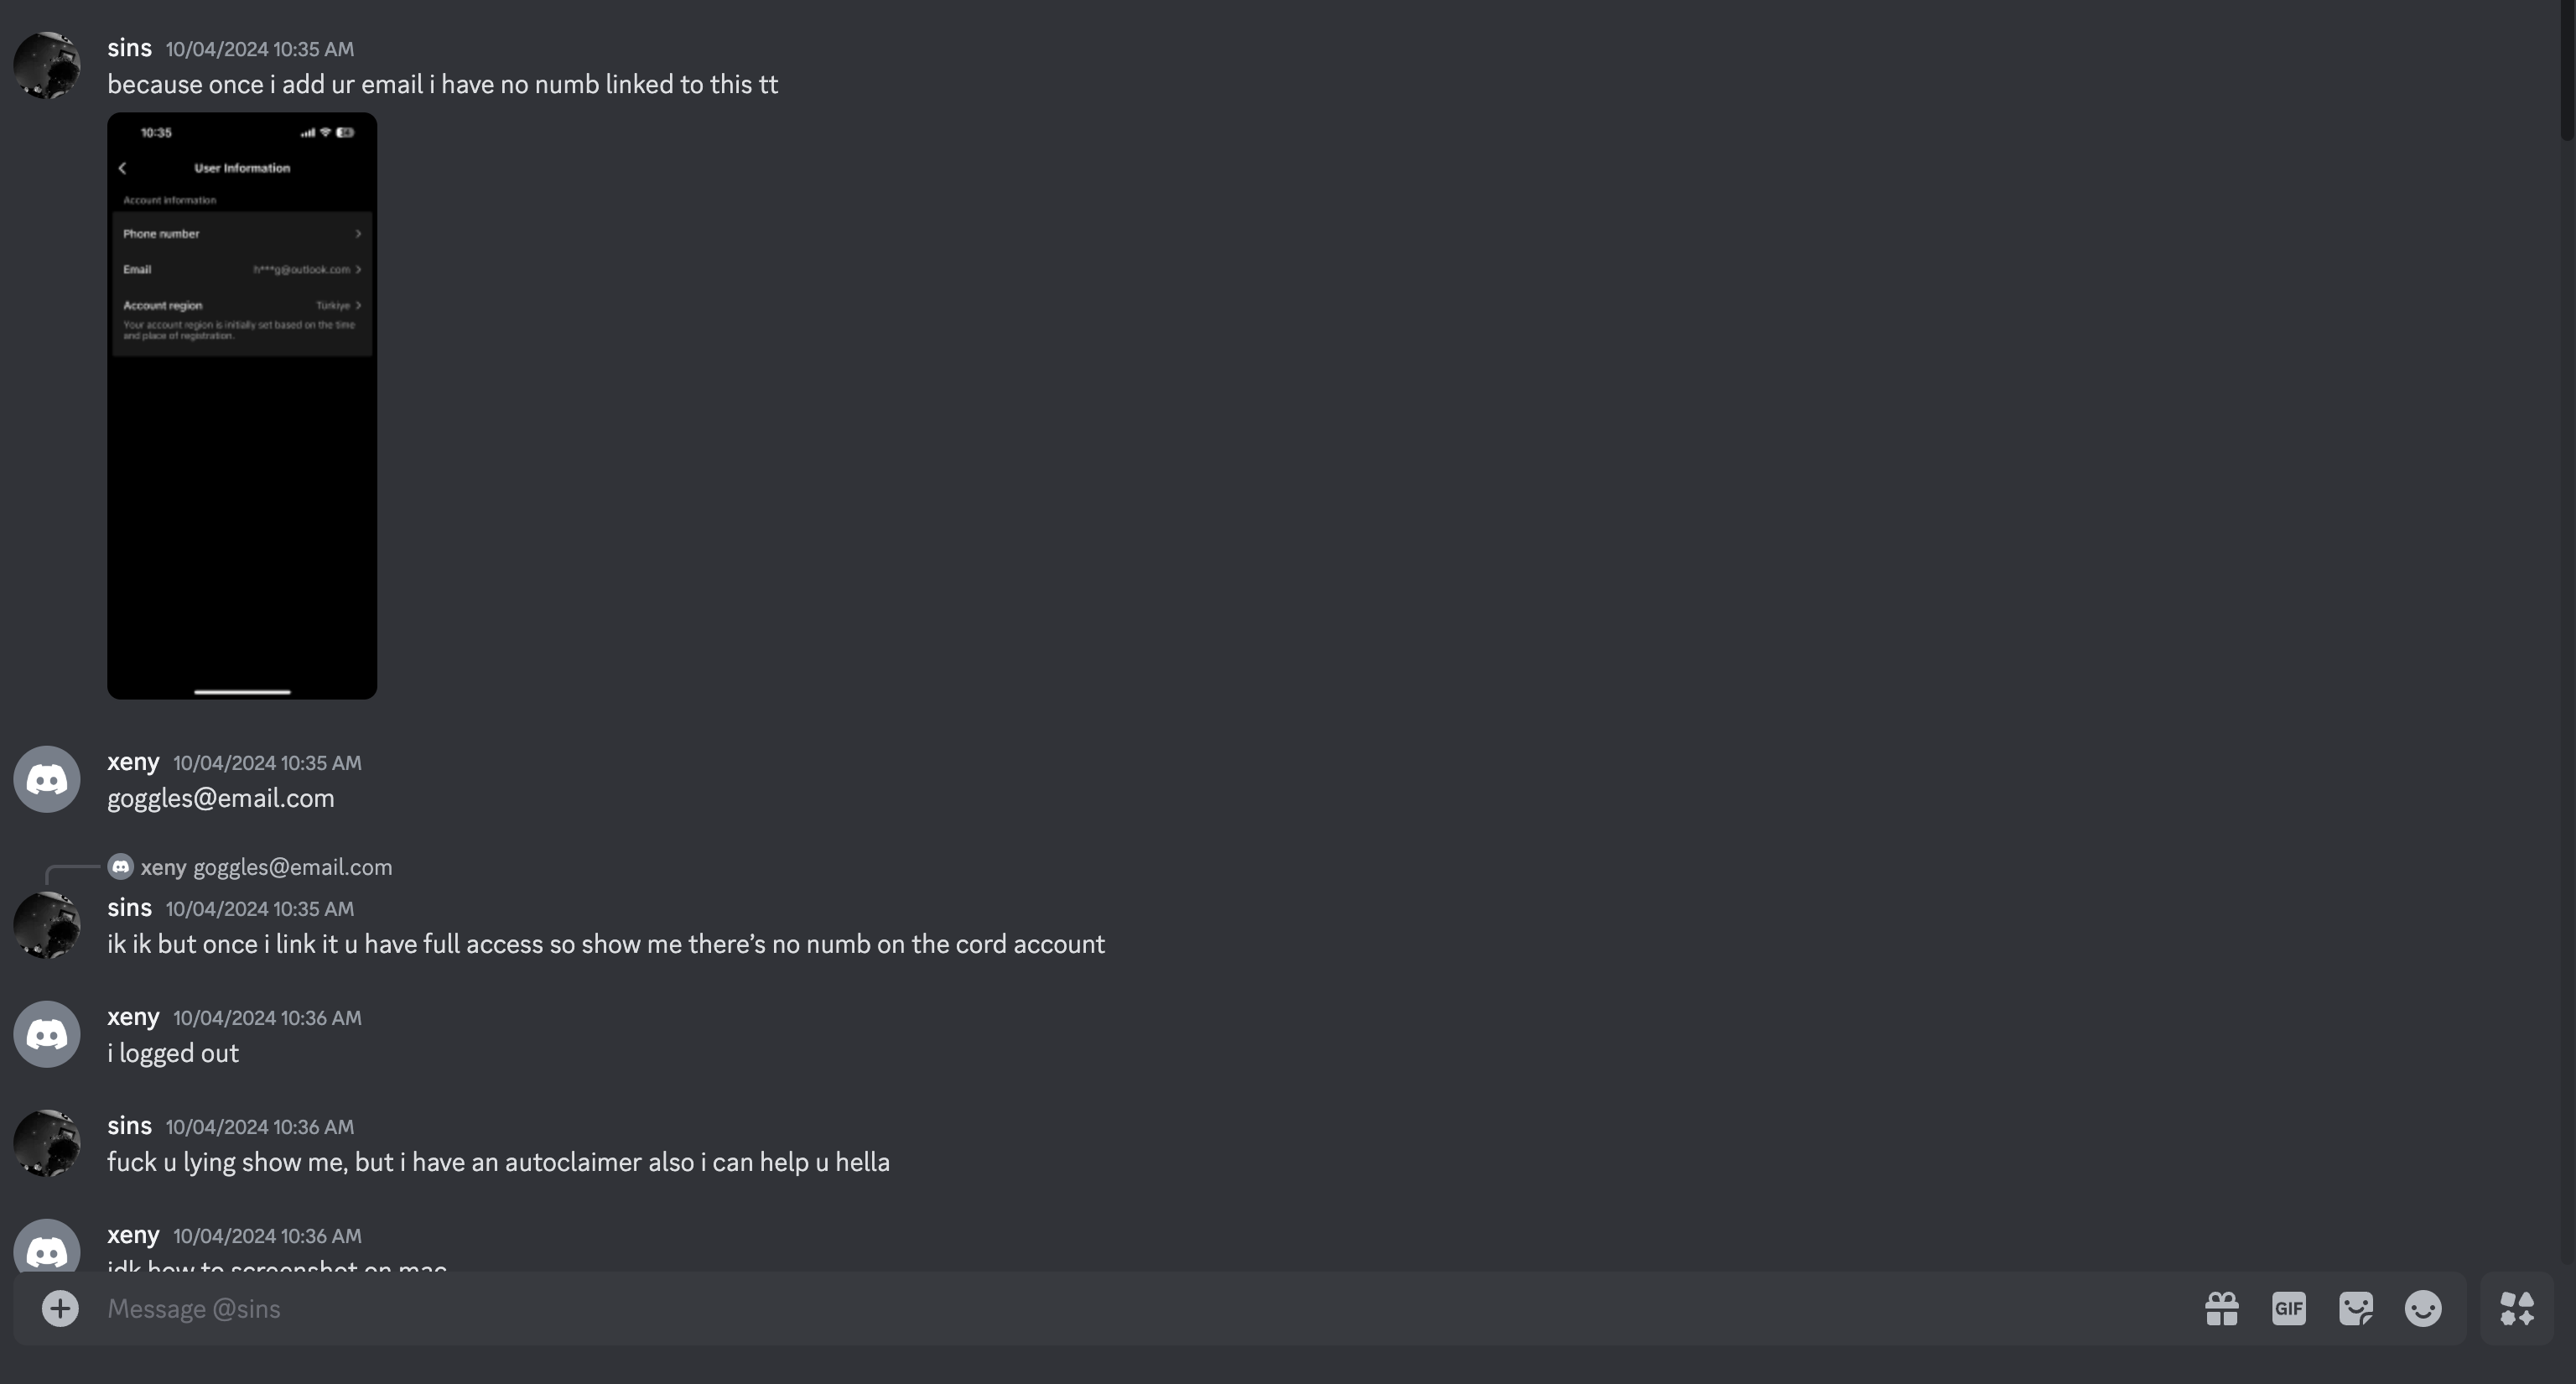 sins 10/04/2024 10:35 AM
because once i add ur email i have no numb linked to this tt
10:35
User Information
Account information
Phone number
Email h***g@outlook.com
Account region Türkiye
Your account region is initially set based on the time
and place of registration.
xeny 10/04/2024 10:35 AM
goggles@email.com
xeny goggles@email.com
sins 10/04/2024 10:35 AM
ik ik but once i link it u have full access so show me there’s no numb on the cord account
xeny 10/04/2024 10:36 AM
i logged out
sins 10/04/2024 10:36 AM
fuck u lying show me, but i have an autoclaimer also i can help u hella
xeny 10/04/2024 10:36 AM
idk how to screenshot on mac
Message @sins
GIF